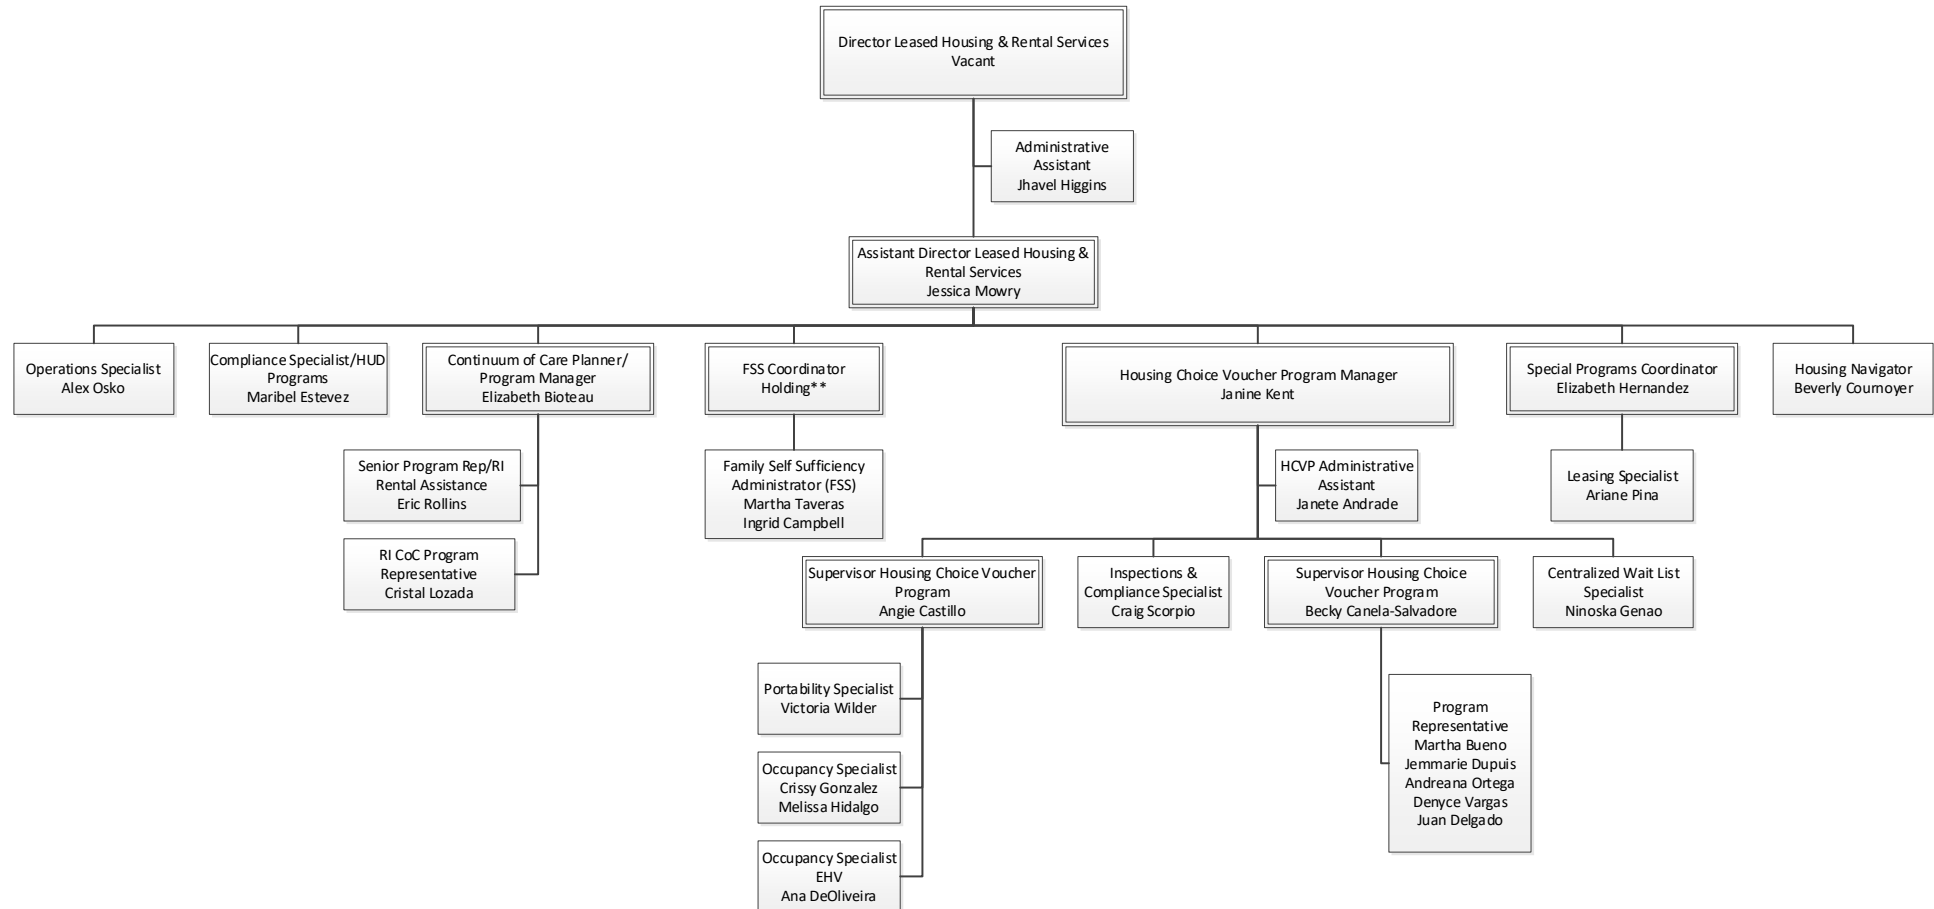 Director Leased Housing & Rental Services
Vacant
Administrative
Assistant
Jhavel Higgins
Assistant Director Leased Housing &
Rental Services
Jessica Mowry
Operations Specialist
Alex Osko
Compliance Specialist/HUD
Programs
Maribel Estevez
Continuum of Care Planner/
Program Manager
Elizabeth Bioteau
FSS Coordinator
Holding**
Housing Choice Voucher Program Manager
Janine Kent
Special Programs Coordinator
Elizabeth Hernandez
Housing Navigator
Beverly Cournoyer
Senior Program Rep/RI
Rental Assistance
Eric Rollins
RI CoC Program
Representative
Cristal Lozada
Family Self Sufficiency
Administrator (FSS)
Martha Taveras
Ingrid Campbell
HCVP Administrative
Assistant
Janete Andrade
Leasing Specialist
Ariane Pina
Supervisor Housing Choice Voucher
Program
Angie Castillo
Inspections &
Compliance Specialist
Craig Scorpio
Supervisor Housing Choice
Voucher Program
Becky Canela-Salvadore
Centralized Wait List
Specialist
Ninoska Genao
Portability Specialist
Victoria Wilder
Occupancy Specialist
Crissy Gonzalez
Melissa Hidalgo
Occupancy Specialist
EHV
Ana DeOliveira
Program
Representative
Martha Bueno
Jemmarie Dupuis
Andreana Ortega
Denyce Vargas
Juan Delgado